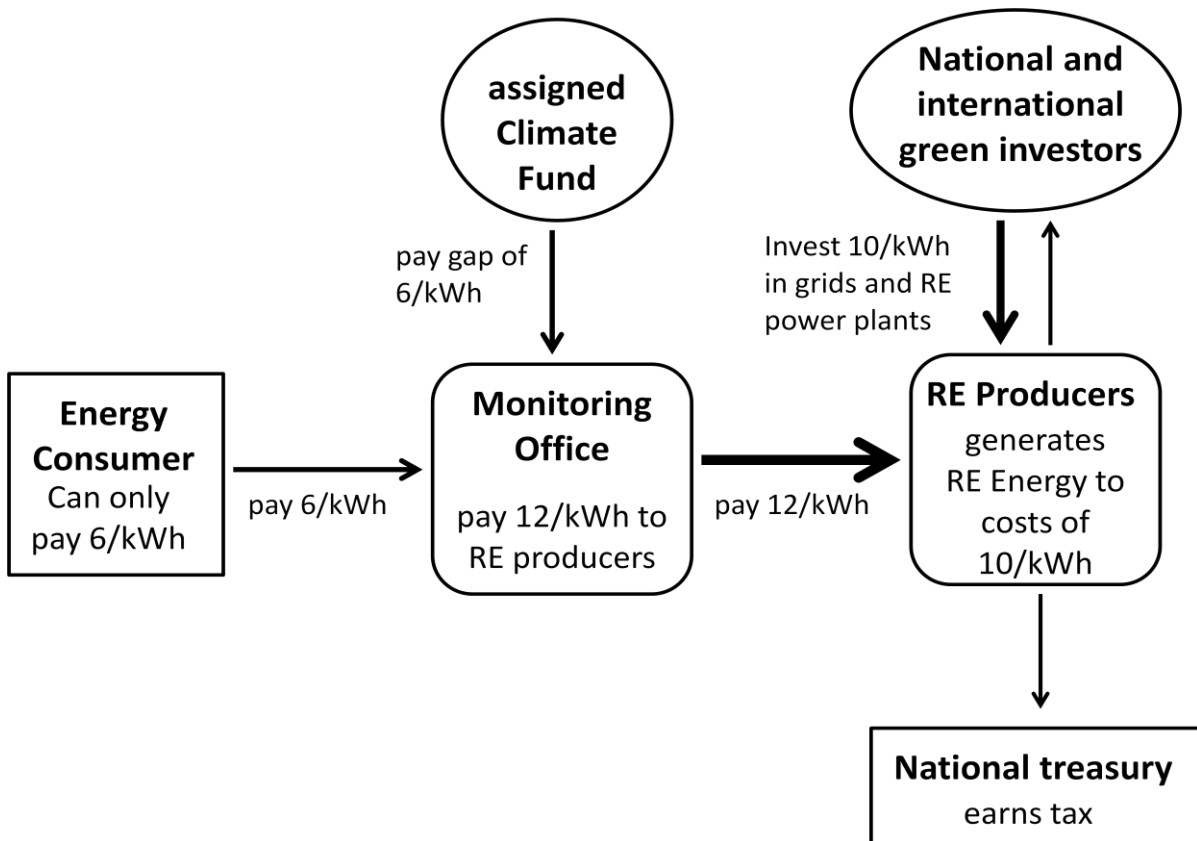 assigned
Climate
Fund
National and
international
green investors
pay gap of
6/kWh
Invest 10/kWh
in grids and RE
power plants
Energy
Consumer
Can only
pay 6/kWh
pay 6/kWh
Monitoring
Office
pay 12/kWh to
RE producers
pay 12/kWh
RE Producers
generates
RE Energy to
costs of
10/kWh
National treasury
earns tax